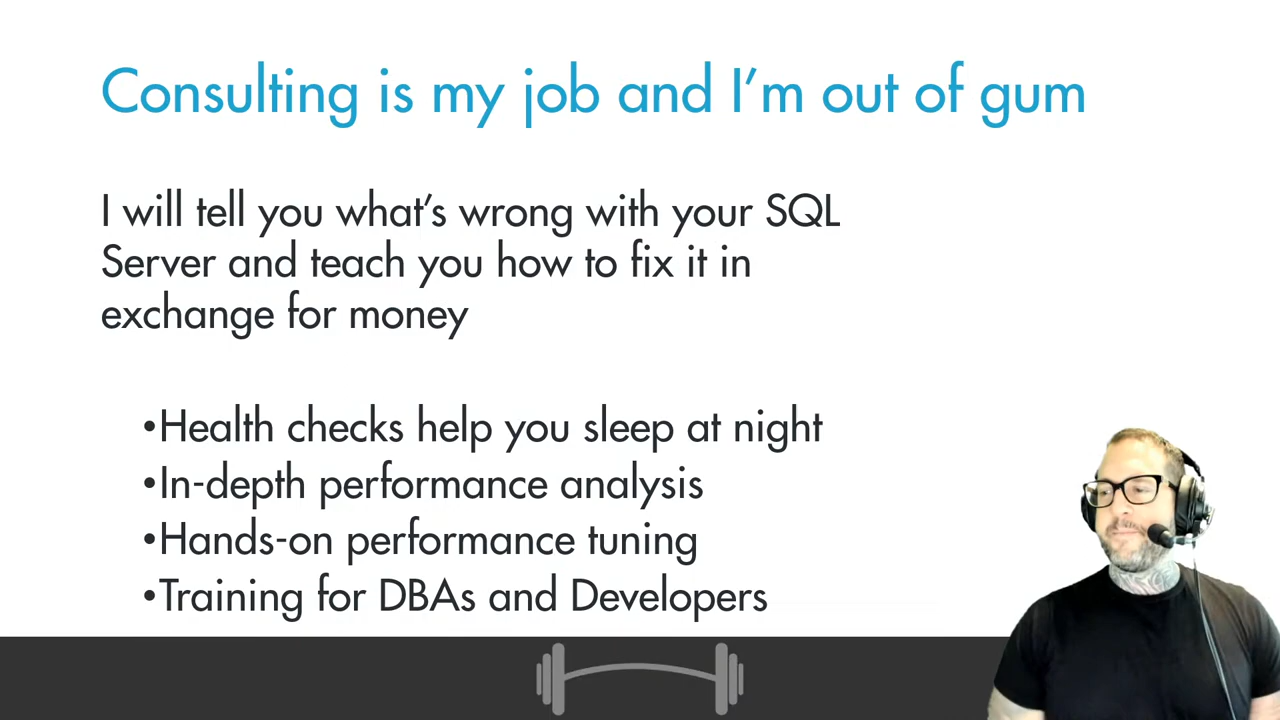 Consulting is my job and I’m out of gum
I will tell you what’s wrong with your SQL
Server and teach you how to fix it in
exchange for money
•Health checks help you sleep at night
•In-depth performance analysis
•Hands-on performance tuning
•Training for DBAs and Developers